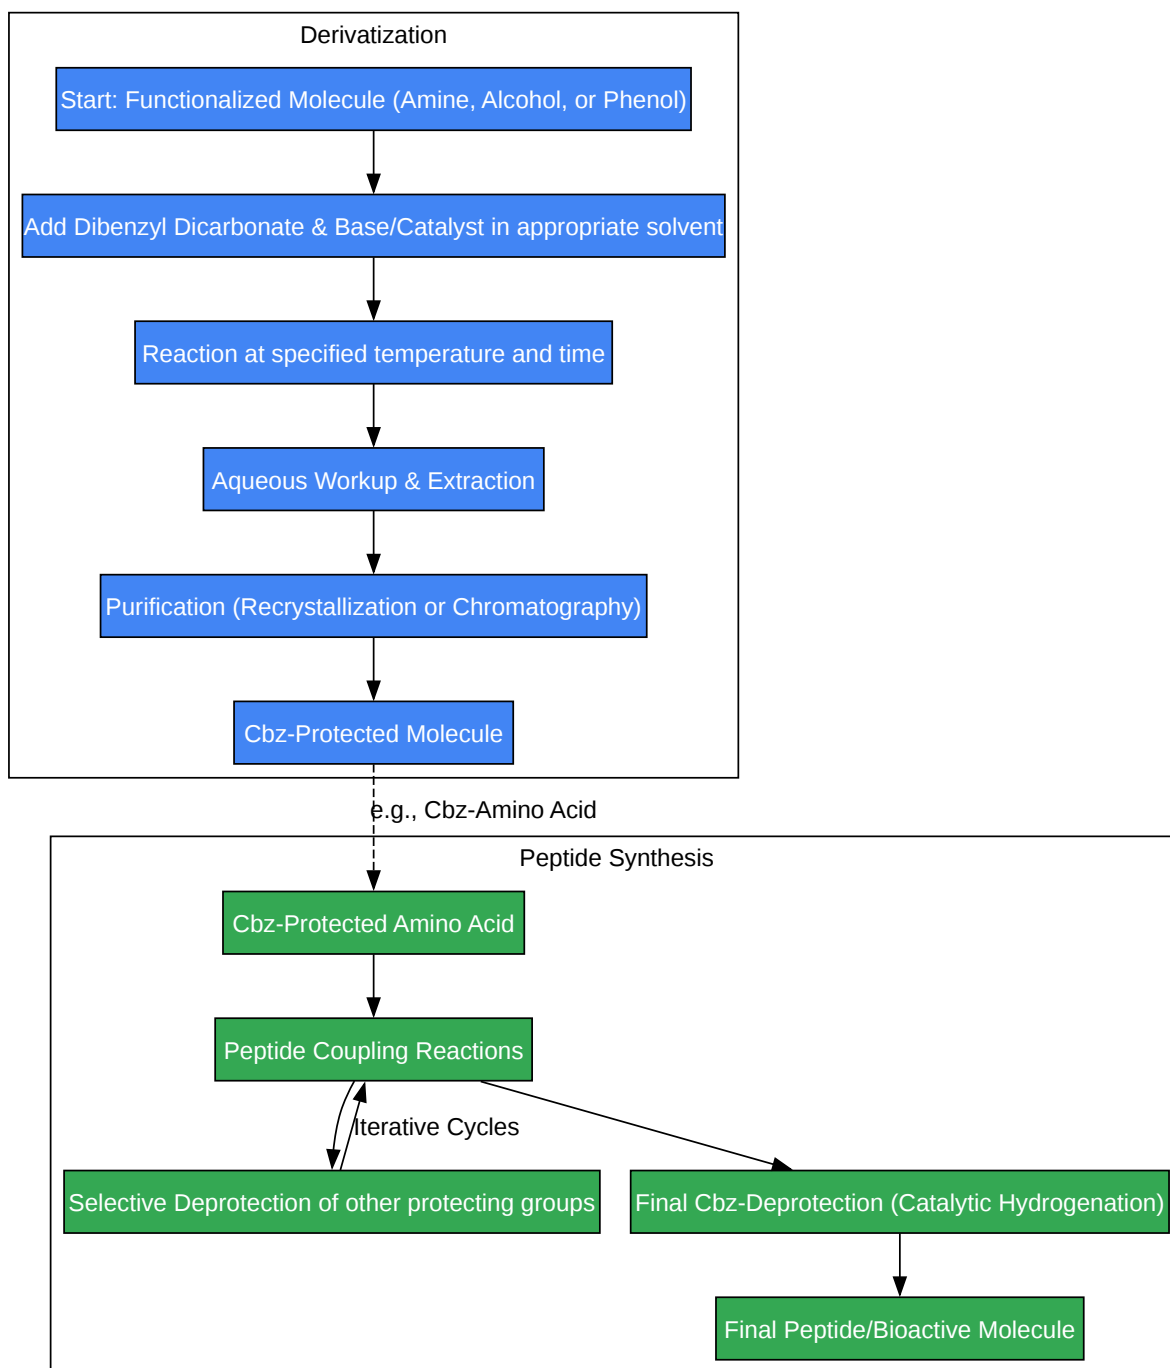 Derivatization
Start: Functionalized Molecule (Amine, Alcohol, or Phenol)
Add Dibenzyl Dicarbonate & Base/Catalyst in appropriate solvent
Reaction at specified temperature and time
Aqueous Workup & Extraction
Purification (Recrystallization or Chromatography)
Cbz-Protected Molecule
e.g., Cbz-Amino Acid
Peptide Synthesis
Cbz-Protected Amino Acid
Peptide Coupling Reactions
Iterative Cycles
Selective Deprotection of other protecting groups
Final Cbz-Deprotection (Catalytic Hydrogenation)
Final Peptide/Bioactive Molecule